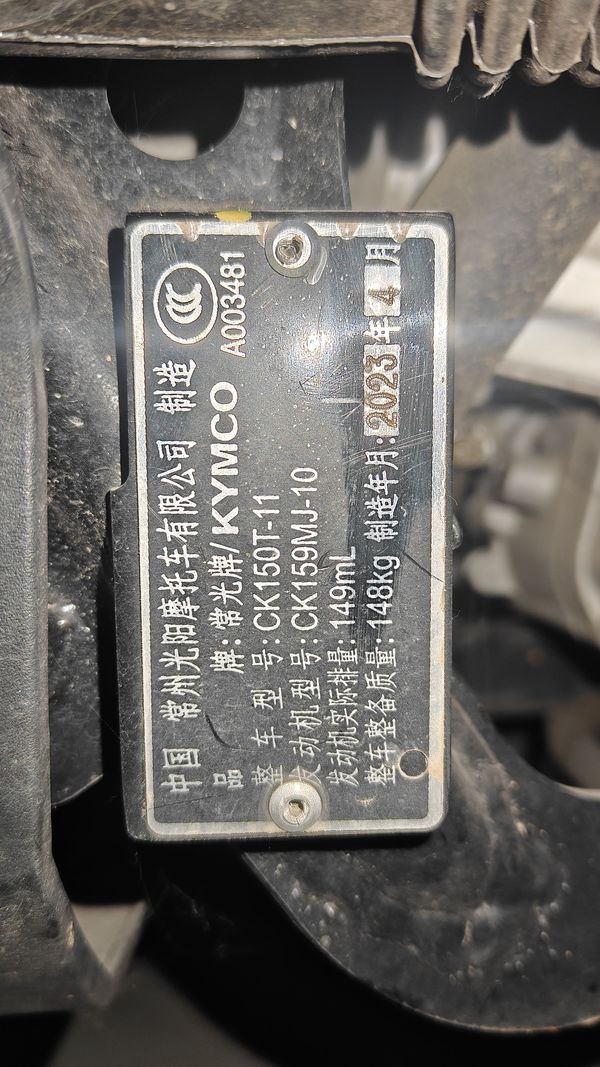 中国 常州光阳摩托车有限公司 制造
CCC
A003481
品 牌:常光牌/KYMCO
整 车 型 号:CK150T-11
发动机型号:CK159MJ-10
发动机实际排量:149mL
整车整备质量:148kg 制造年月:2023年4月